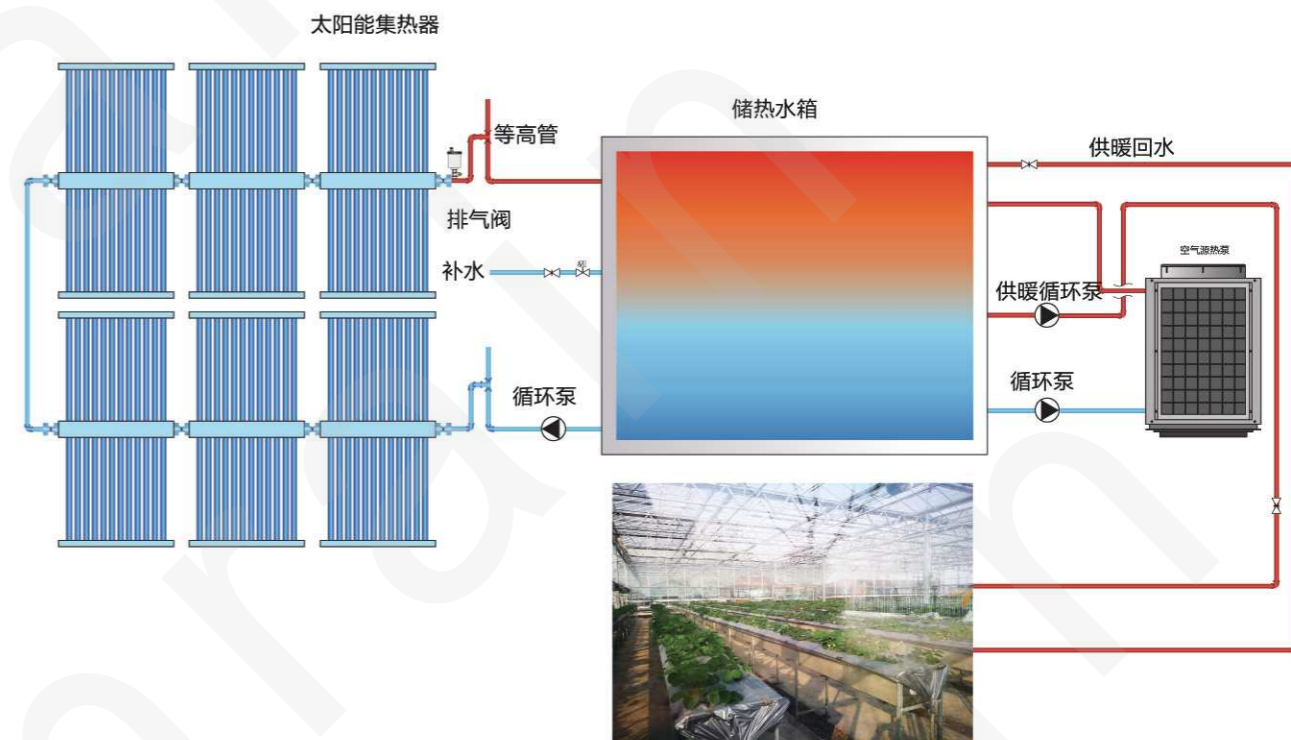 太阳能集热器
储热水箱
等高管
供暖回水
排气阀
空气源热泵
补水
供暖循环泵
循环泵
循环泵